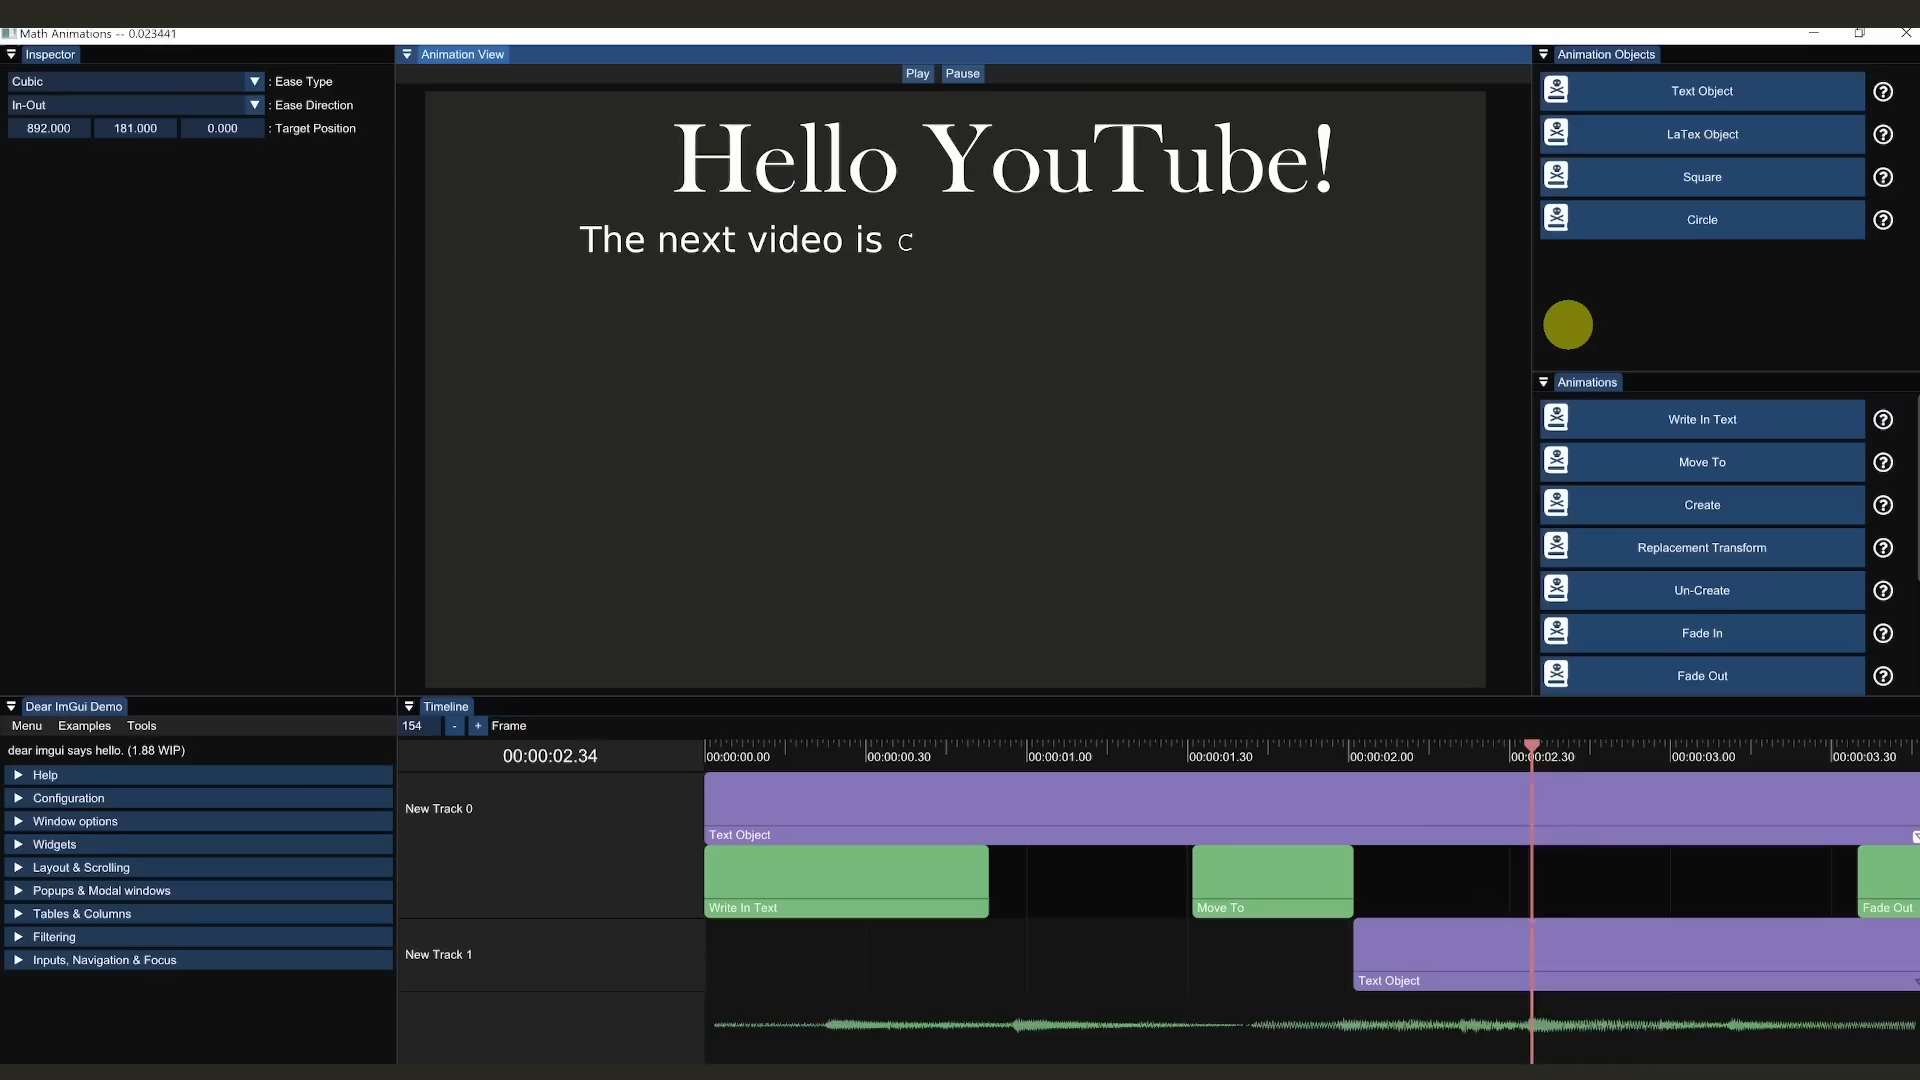 Math Animations -- 0.023441
Inspector
Cubic : Ease Type
In-Out : Ease Direction
892.000 181.000 0.000 : Target Position
Animation View
Play Pause
Hello YouTube!
The next video is c
Animation Objects
Text Object
LaTex Object
Square
Circle
Animations
Write In Text
Move To
Create
Replacement Transform
Un-Create
Fade In
Fade Out
Dear ImGui Demo
Menu Examples Tools
dear imgui says hello. (1.88 WIP)
Help
Configuration
Window options
Widgets
Layout & Scrolling
Popups & Modal windows
Tables & Columns
Filtering
Inputs, Navigation & Focus
Timeline
154 - + Frame
00:00:02.34
00:00:00.00 00:00:00.30 00:00:01.00 00:00:01.30 00:00:02.00 00:00:02.30 00:00:03.00 00:00:03.30
New Track 0
Text Object
Write In Text Move To Fade Out
New Track 1
Text Object